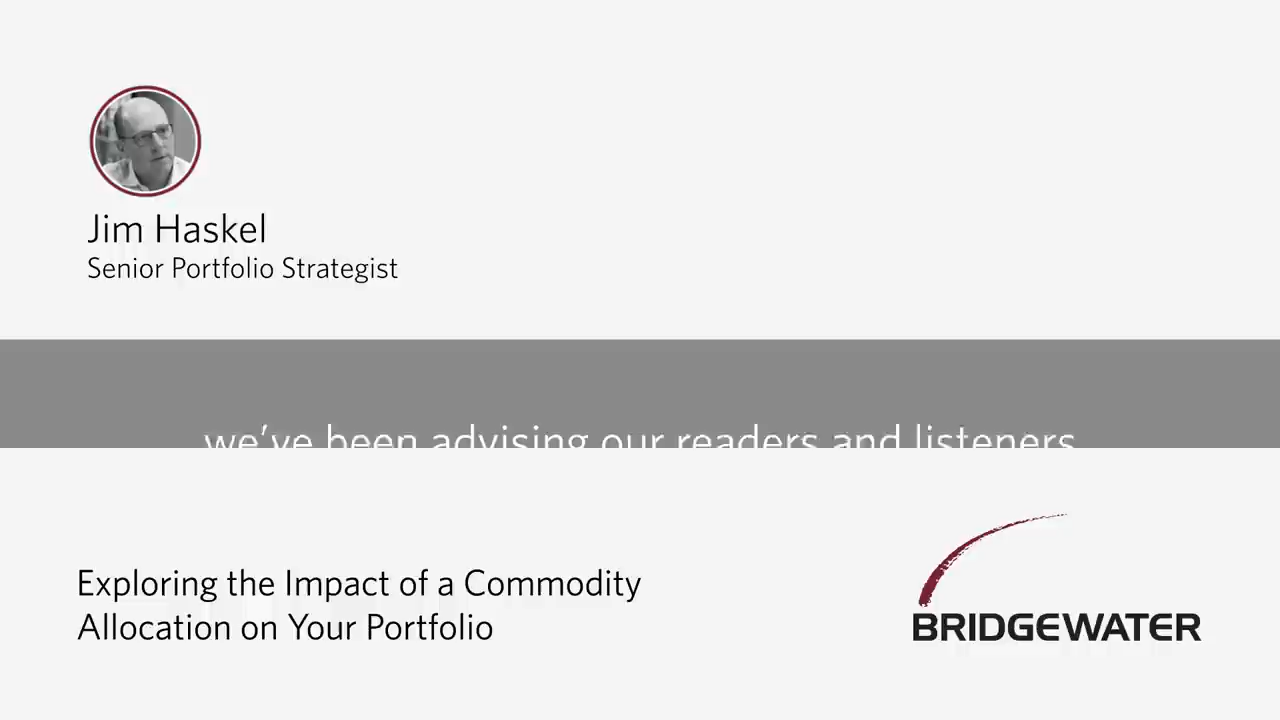 Jim Haskel
Senior Portfolio Strategist
we've been advising our readers and listeners
Exploring the Impact of a Commodity
Allocation on Your Portfolio
BRIDGEWATER